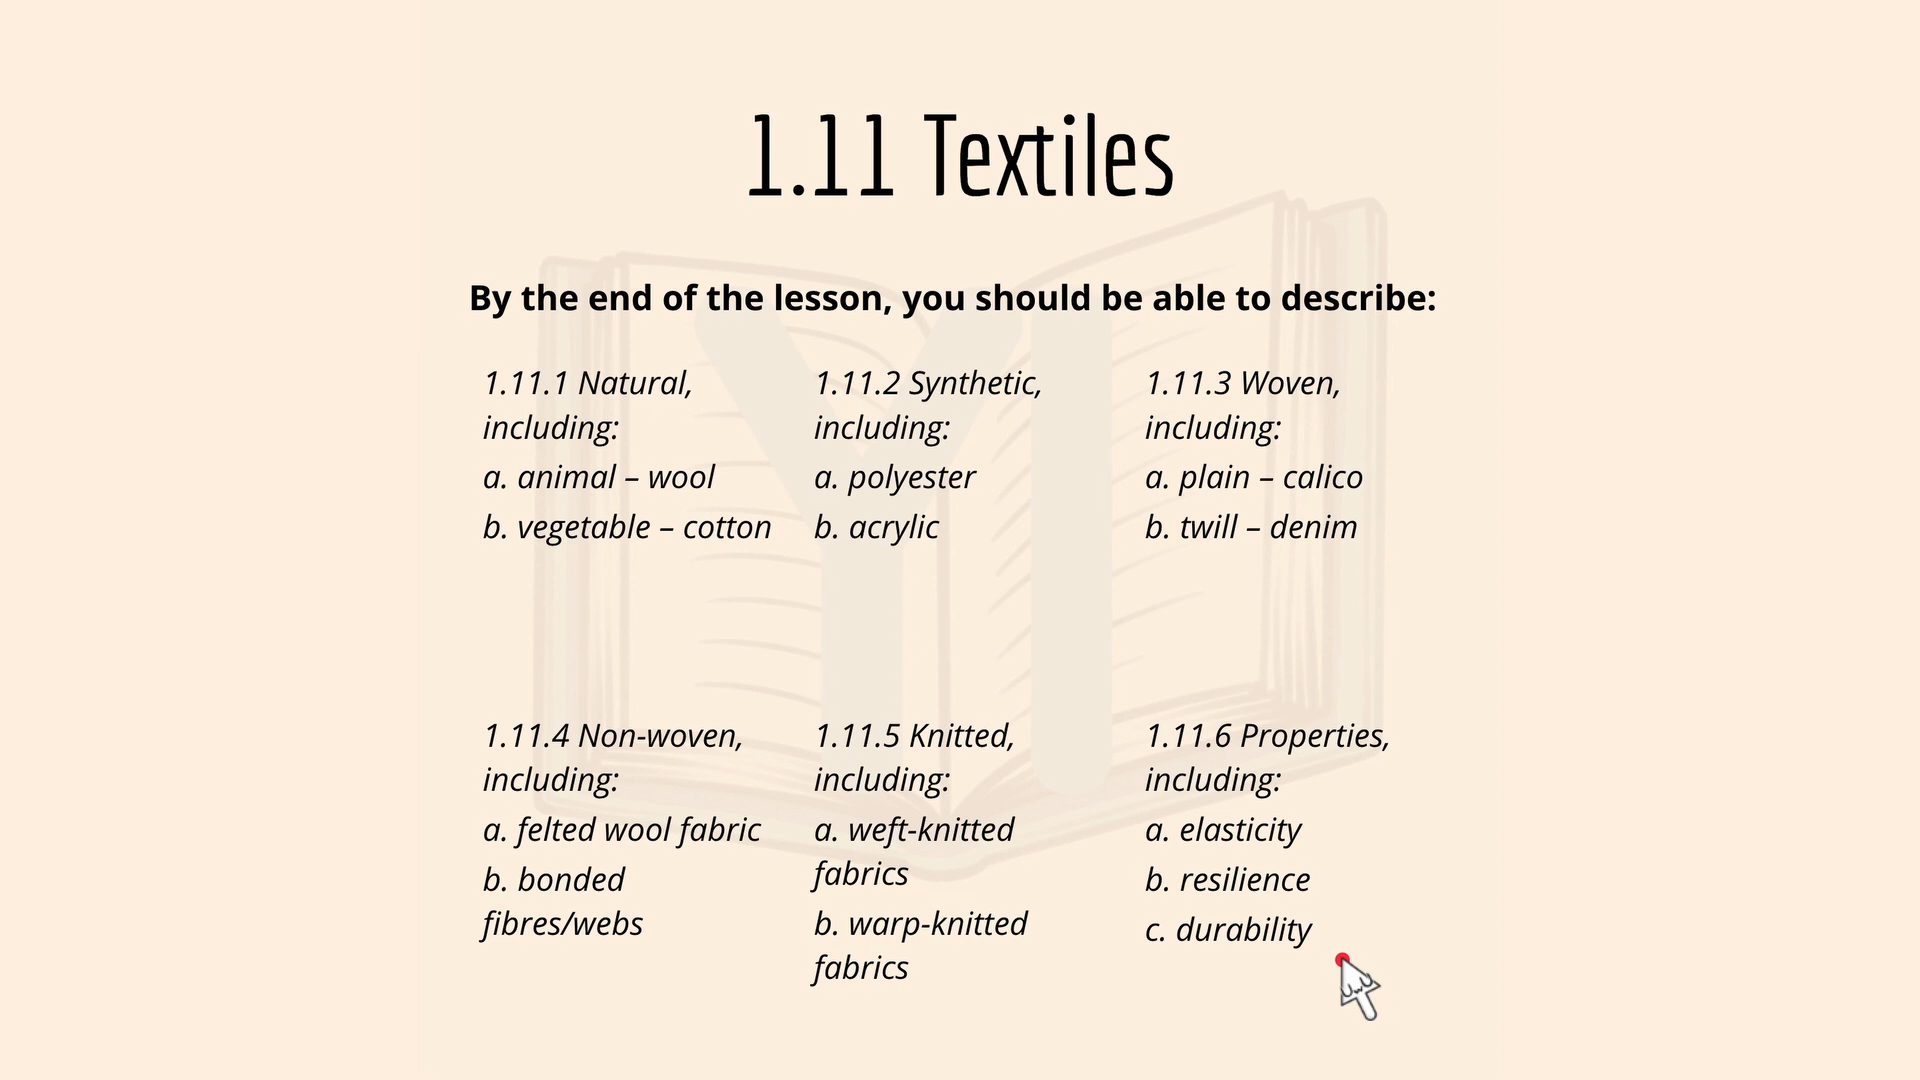 1.11 Textiles
By the end of the lesson, you should be able to describe:
1.11.1 Natural,
including:
a. animal – wool
b. vegetable – cotton
1.11.2 Synthetic,
including:
a. polyester
b. acrylic
1.11.3 Woven,
including:
a. plain – calico
b. twill – denim
1.11.4 Non-woven,
including:
a. felted wool fabric
b. bonded
fibres/webs
1.11.5 Knitted,
including:
a. weft-knitted
fabrics
b. warp-knitted
fabrics
1.11.6 Properties,
including:
a. elasticity
b. resilience
c. durability